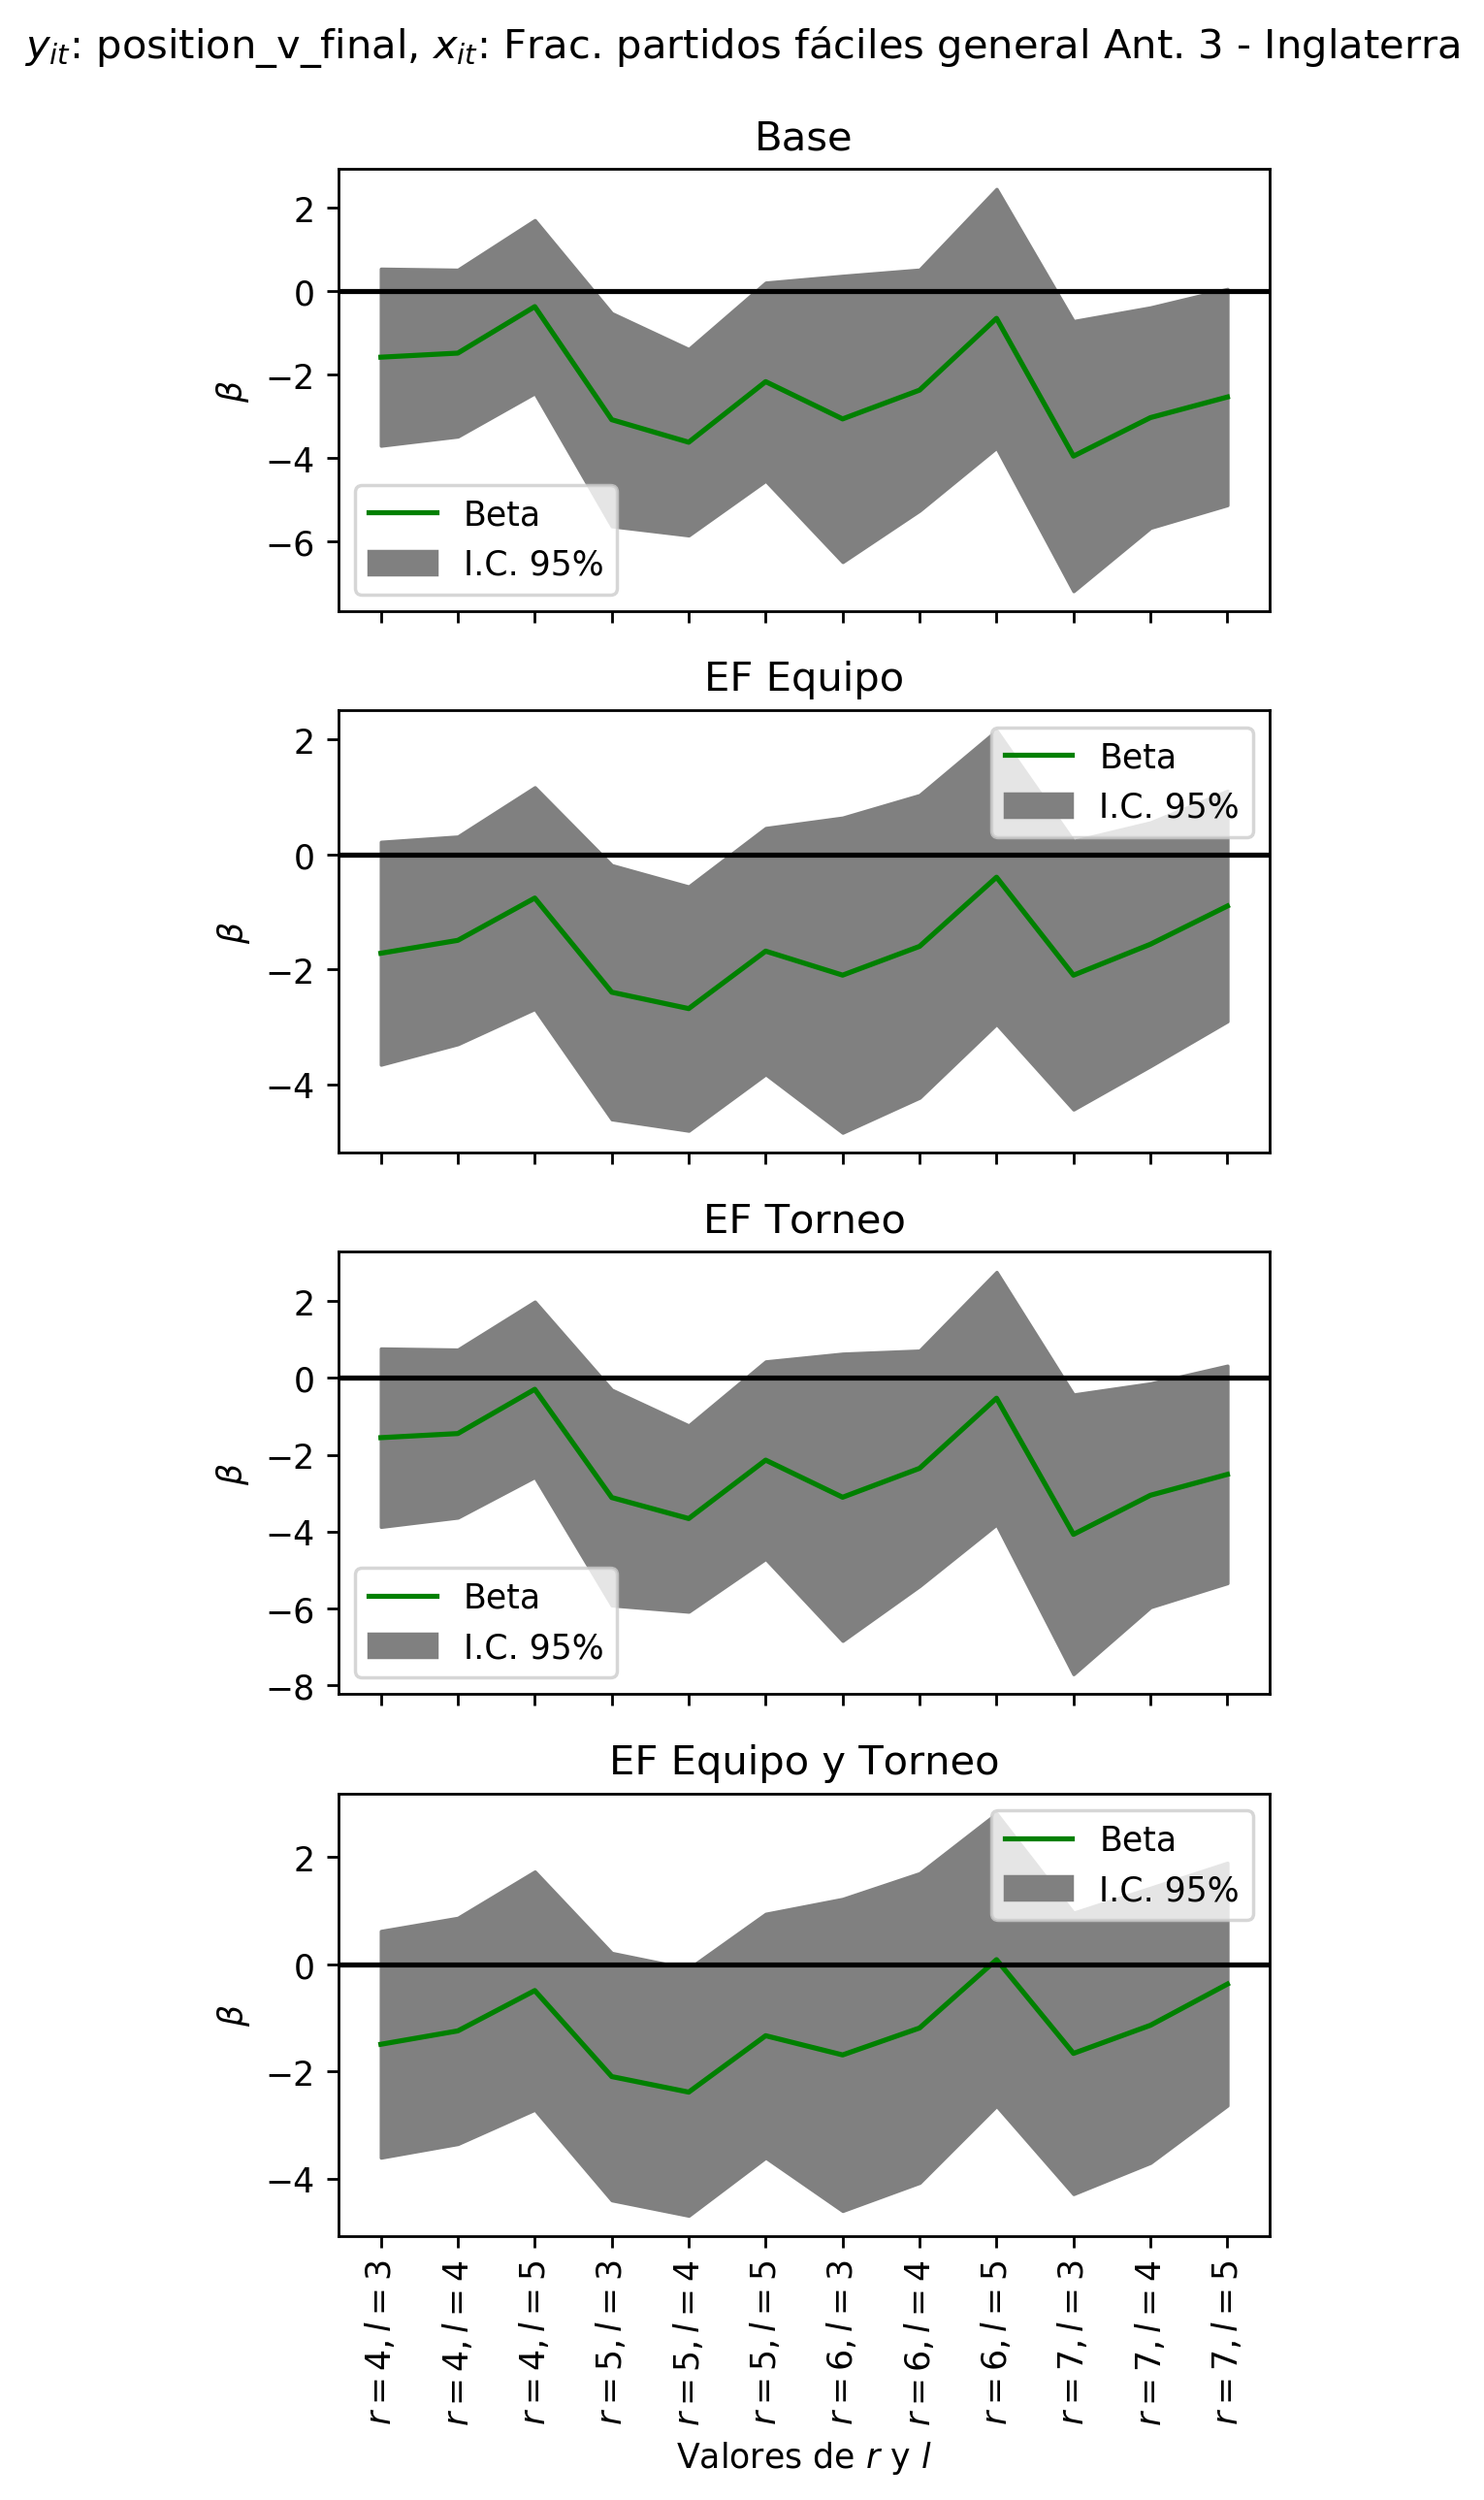 y_it: position_v_final, x_it: Frac. partidos fáciles general Ant. 3 - Inglaterra
Base
2
0
−2
−4
−6
β
Beta
I.C. 95%
EF Equipo
2
0
−2
−4
β
Beta
I.C. 95%
EF Torneo
2
0
−2
−4
−6
−8
β
Beta
I.C. 95%
EF Equipo y Torneo
2
0
−2
−4
β
Beta
I.C. 95%
r = 4, l = 3
r = 4, l = 4
r = 4, l = 5
r = 5, l = 3
r = 5, l = 4
r = 5, l = 5
r = 6, l = 3
r = 6, l = 4
r = 6, l = 5
r = 7, l = 3
r = 7, l = 4
r = 7, l = 5
Valores de r y l